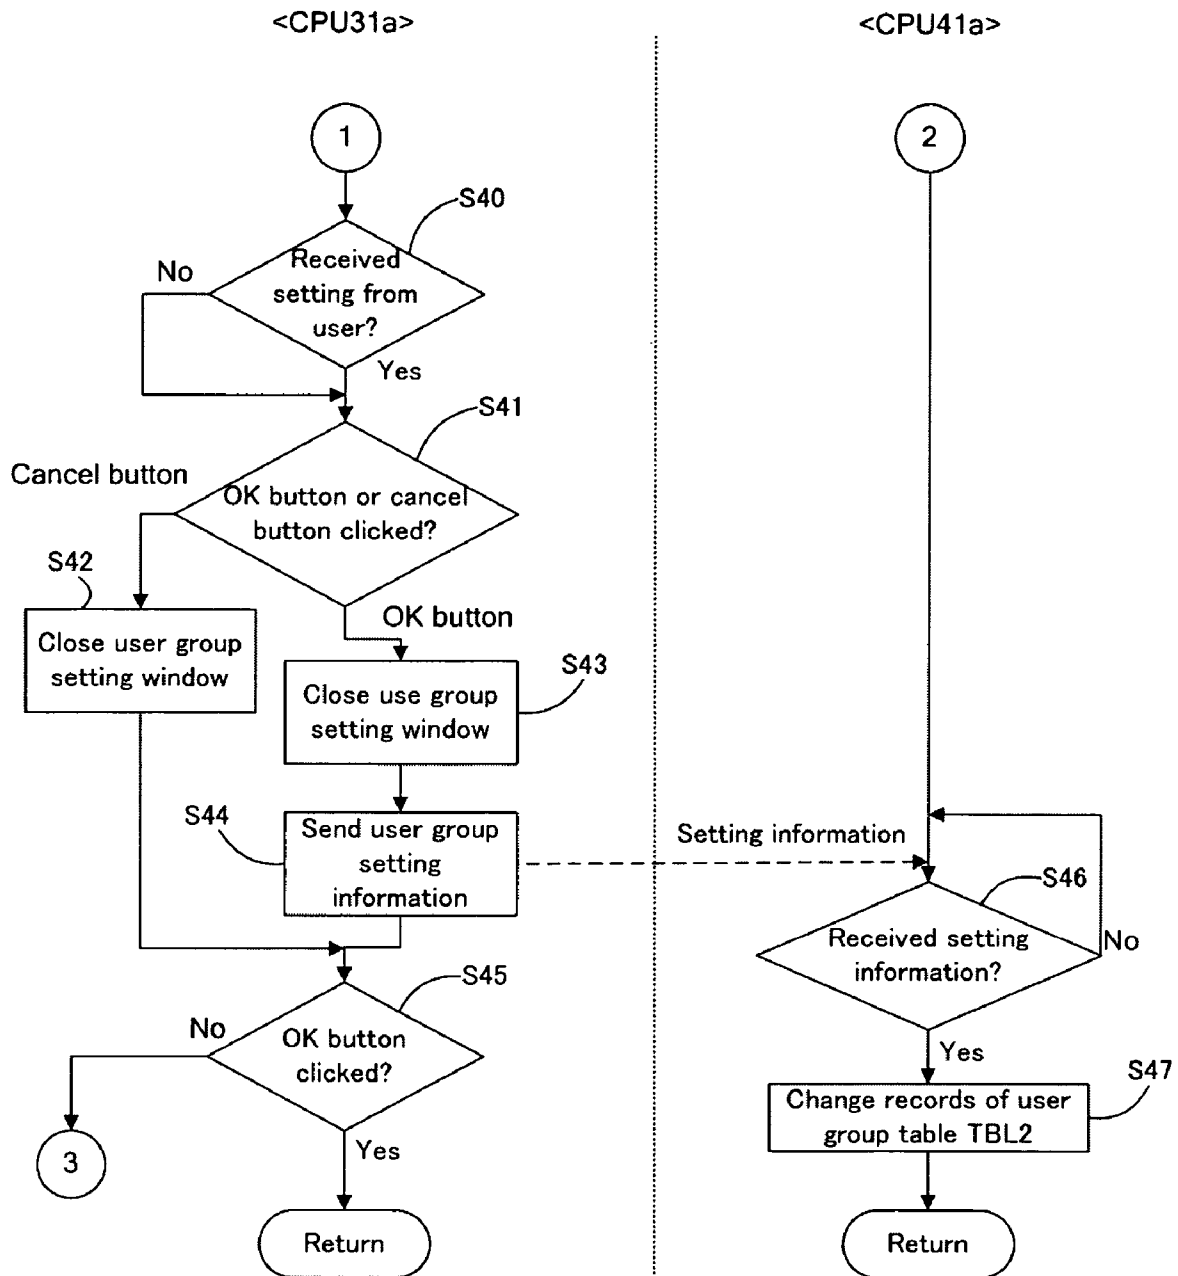 <CPU31a>
<CPU41a>
1
2
S40
No
Received
setting from
user?
Yes
S41
Cancel button
OK button or cancel
button clicked?
S42
OK button
Close user group
setting window
S43
Close use group
setting window
S44
Send user group
setting
information
Setting information
S46
Received setting
information?
No
S45
No
OK button
clicked?
Yes
S47
Change records of user
group table TBL2
3
Yes
Return
Return